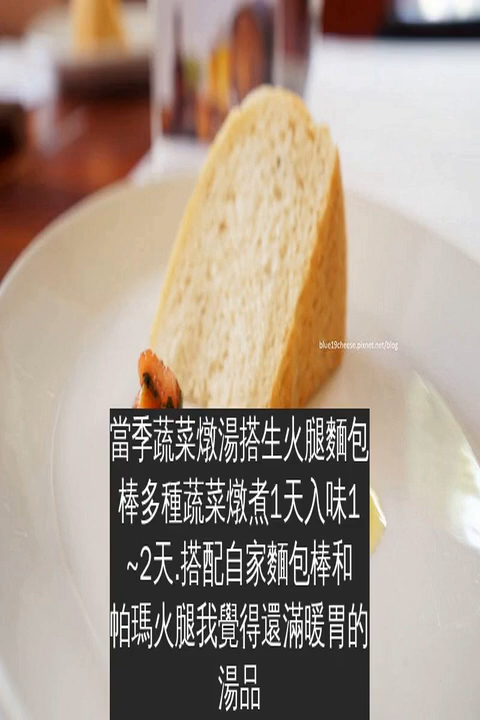 blue19cheese.pixnet.net/blog
當季蔬菜燉湯搭生火腿麵包
棒多種蔬菜燉煮1天入味1
~2天.搭配自家麵包棒和
帕瑪火腿我覺得還滿暖胃的
湯品